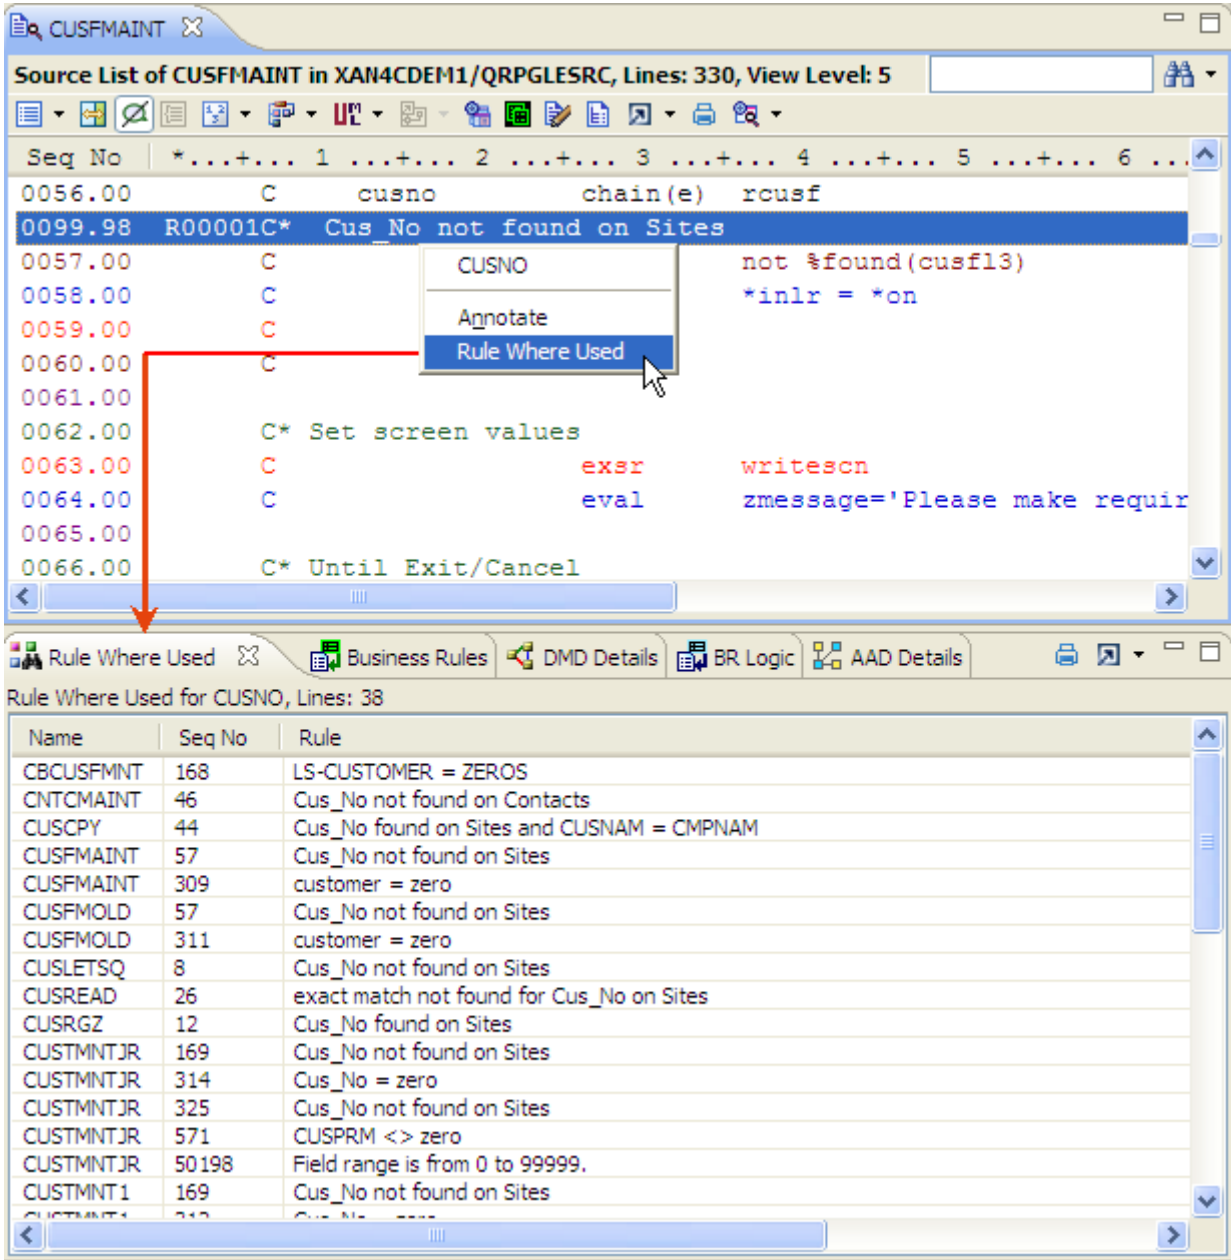 CUSFMAINT
Source List of CUSFMAINT in XAN4CDEM1/QRPGLESRC, Lines: 330, View Level: 5
Seq No *...+... 1 ...+... 2 ...+... 3 ...+... 4 ...+... 5 ...+... 6 ...
0056.00 C cusno chain(e) rcusf
0099.98 R00001C* Cus_No not found on Sites
0057.00 C not %found(cusfl3)
CUSNO
0058.00 C *inlr = *on
Annotate
0059.00 C
Rule Where Used
0060.00 C
0061.00
0062.00 C* Set screen values
0063.00 C exsr writescn
0064.00 C eval zmessage='Please make requir
0065.00
0066.00 C* Until Exit/Cancel
Rule Where Used Business Rules DMD Details BR Logic AAD Details
Rule Where Used for CUSNO, Lines: 38
Name Seq No Rule
CBCUSFMNT 168 LS-CUSTOMER = ZEROS
CNTCMAINT 46 Cus_No not found on Contacts
CUSCPY 44 Cus_No found on Sites and CUSNAM = CMPNAM
CUSFMAINT 57 Cus_No not found on Sites
CUSFMAINT 309 customer = zero
CUSFMOLD 57 Cus_No not found on Sites
CUSFMOLD 311 customer = zero
CUSLETSQ 8 Cus_No not found on Sites
CUSREAD 26 exact match not found for Cus_No on Sites
CUSRGZ 12 Cus_No found on Sites
CUSTMNTJR 169 Cus_No not found on Sites
CUSTMNTJR 314 Cus_No = zero
CUSTMNTJR 325 Cus_No not found on Sites
CUSTMNTJR 571 CUSPRM <> zero
CUSTMNTJR 50198 Field range is from 0 to 99999.
CUSTMNT1 169 Cus_No not found on Sites